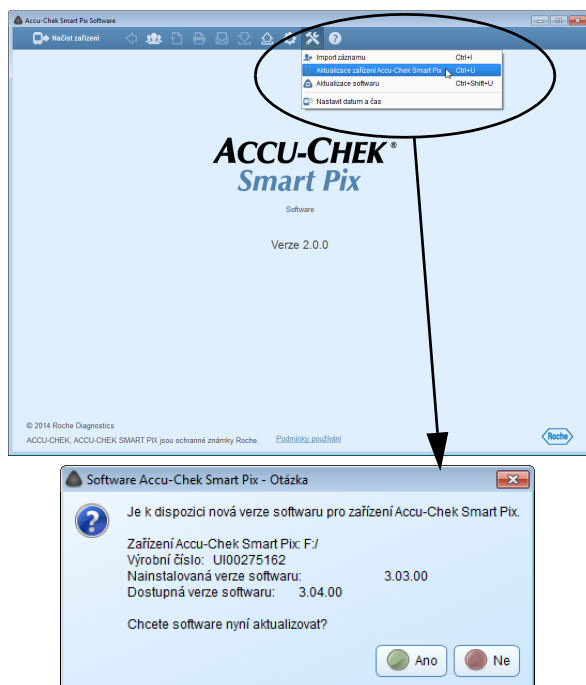 Accu-Chek Smart Pix Software
Načíst zařízení
Import záznamu Ctrl+I
Aktualizace zařízení Accu-Chek Smart Pix Ctrl+U
Aktualizace softwaru Ctrl+Shift+U
Nastavit datum a čas
ACCU-CHEK®
Smart Pix
Software
Verze 2.0.0
© 2014 Roche Diagnostics
ACCU-CHEK, ACCU-CHEK SMART PIX jsou ochranné známky Roche. Podmínky používání
Roche
Software Accu-Chek Smart Pix - Otázka
Je k dispozici nová verze softwaru pro zařízení Accu-Chek Smart Pix.
Zařízení Accu-Chek Smart Pix: F:/
Výrobní číslo: UI00275162
Nainstalovaná verze softwaru: 3.03.00
Dostupná verze softwaru: 3.04.00
Chcete software nyní aktualizovat?
Ano
Ne